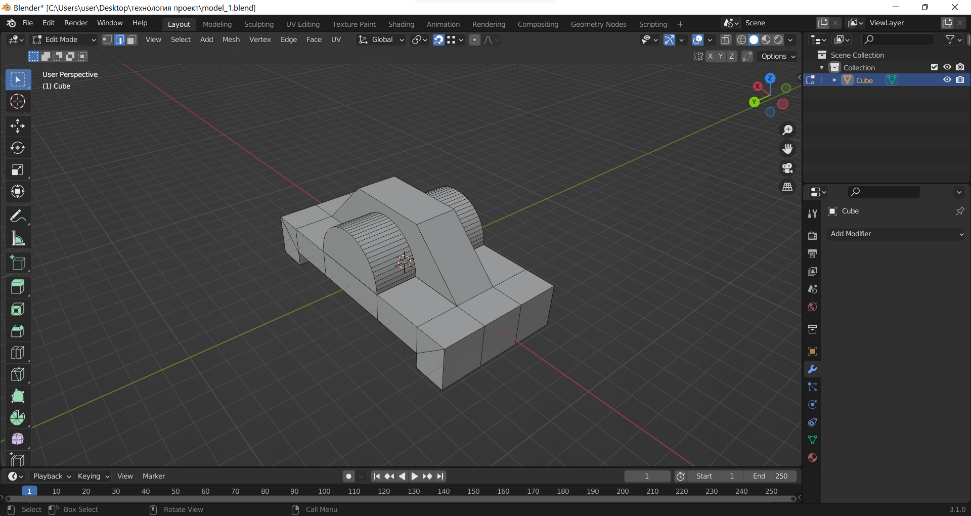 Blender* [C:\Users\user\Desktop\технология проект\model_1.blend]
File Edit Render Window Help Layout Modeling Sculpting UV Editing Texture Paint Shading Animation Rendering Compositing Geometry Nodes Scripting + Scene ViewLayer
Edit Mode View Select Add Mesh Vertex Edge Face UV Global
X Y Z Options
User Perspective
(1) Cube
Z
X
Y
Scene Collection
Collection
Cube
Cube
Add Modifier
Playback Keying View Marker 1 Start 1 End 250
1 10 20 30 40 50 60 70 80 90 100 110 120 130 140 150 160 170 180 190 200 210 220 230 240 250
Select Box Select Rotate View Call Menu 3.1.0